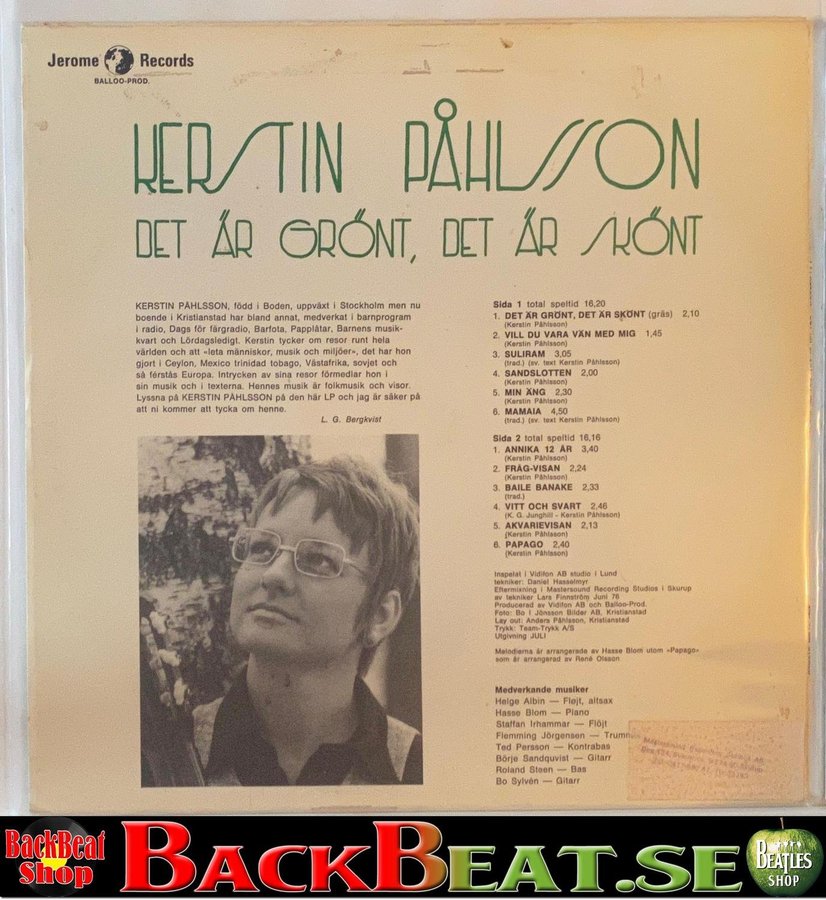 Jerome Records
BALLOO-PROD.
KERSTIN PÅHLSSON
DET ÄR GRÖNT, DET ÄR SKÖNT
KERSTIN PÅHLSSON, född i Boden, uppväxt i Stockholm men nu
boende i Kristianstad har bland annat, medverkat i barnprogram
i radio, Dags för färgradio, Barfota, Papplåtar, Barnens musik-
kvart och Lördagsledigt. Kerstin tycker om resor runt hela
världen och att «leta människor, musik och miljöer», det har hon
gjort i Ceylon, Mexico trinidad tobago, Västafrika, sovjet och
så férstås Europa. Intrycken av sina resor förmedlar hon i
sin musik och i texterna. Hennes musik är folkmusik och visor.
Lyssna på KERSTIN PÅHLSSON på den här LP och jag är säker på
att ni kommer att tycka om henne.
L. G. Bergkvist
Sida 1 total speltid 16,20
1. DET ÄR GRÖNT, DET ÄR SKÖNT (gräs) 2,10
(Kerstin Påhlsson)
2. VILL DU VARA VÄN MED MIG 1,45
(Kerstin Påhlsson)
3. SULIRAM 3,05
(trad.) (sv. text Kerstin Påhlsson)
4. SANDSLOTTEN 2,00
(Kerstin Påhlsson)
5. MIN ÄNG 2,30
(Kerstin Påhlsson)
6. MAMAIA 4,50
(trad.) (sv. text Kerstin Påhlsson)
Sida 2 total speltid 16,16
1. ANNIKA 12 ÅR 3,40
(Kerstin Påhlsson)
2. FRÅG-VISAN 2,24
(Kerstin Påhlsson)
3. BAILE BANAKE 2,33
(trad.)
4. VITT OCH SVART 2,46
(K. G. Junghill - Kerstin Påhlsson)
5. AKVARIEVISAN 2,13
(Kerstin Påhlsson)
6. PAPAGO 2,40
(Kerstin Påhlsson)
Inspelat i Vidifon AB studio i Lund
tekniker: Daniel Hasselmyr
Eftermixning i Mastersound Recording Studios i Skurup
av tekniker Lars Finnström Juni 76
Producerad av Vidifon AB och Balloo-Prod.
Foto: Bo I Jönsson Bilder AB, Kristianstad
Lay out: Anders Påhlsson, Kristianstad
Trykk: Team-Trykk A/S
Utgivning JULI
Melodierna är arrangerade av Hasse Blom utom «Papago»
som är arrangerad av René Olsson
Medverkande musiker
Helge Albin — Fløjt, altsax
Hasse Blom — Piano
Staffan Irhammar — Flöjt
Flemming Jörgensen — Trummor
Ted Persson — Kontrabas
Börje Sandquvist — Gitarr
Roland Steen — Bas
Bo Sylvén — Gitarr
BackBeat
Shop
BACKBEAT.SE
BEATLES
SHOP